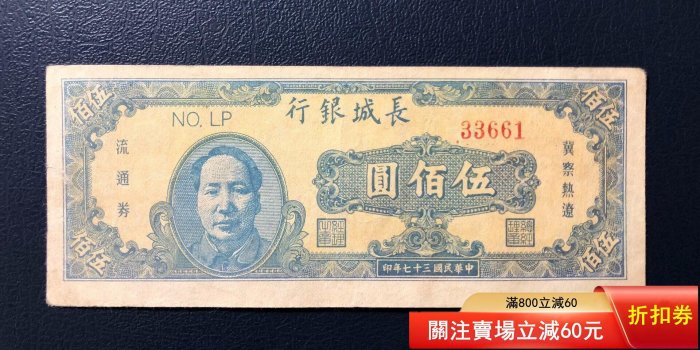 行銀城長
NO. LP
33661
券通流
遼熱察冀
圓佰伍
佰伍
伍佰
佰伍
伍佰
印年七十三國民華中
滿800立減60
關注賣場立減60元
折扣券